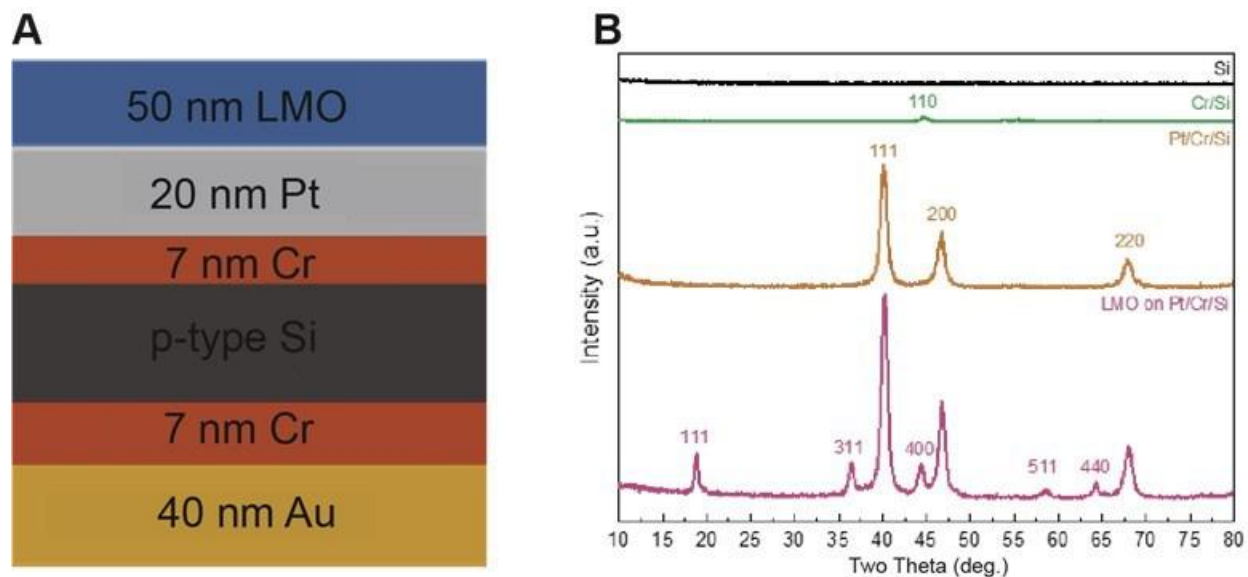 A
50 nm LMO
20 nm Pt
7 nm Cr
p-type Si
7 nm Cr
40 nm Au
B
Si
110
Cr/Si
Pt/Cr/Si
111
200
220
LMO on Pt/Cr/Si
111
311
400
511
440
Intensity (a.u.)
10 15 20 25 30 35 40 45 50 55 60 65 70 75 80
Two Theta (deg.)